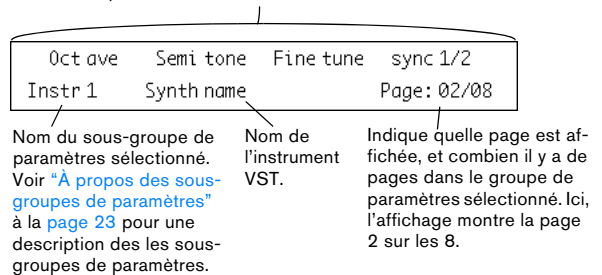 Oct ave Semi tone Fine tune sync 1/2
Instr 1 Synth name Page: 02/08
Nom du sous-groupe de
paramètres sélectionné.
Voir “À propos des sous-
groupes de paramètres”
à la page 23 pour une
description des les sous-
groupes de paramètres.
Nom de
l’instrument
VST.
Indique quelle page est af-
fichée, et combien il y a de
pages dans le groupe de
paramètres sélectionné. Ici,
l’affichage montre la page
2 sur les 8.